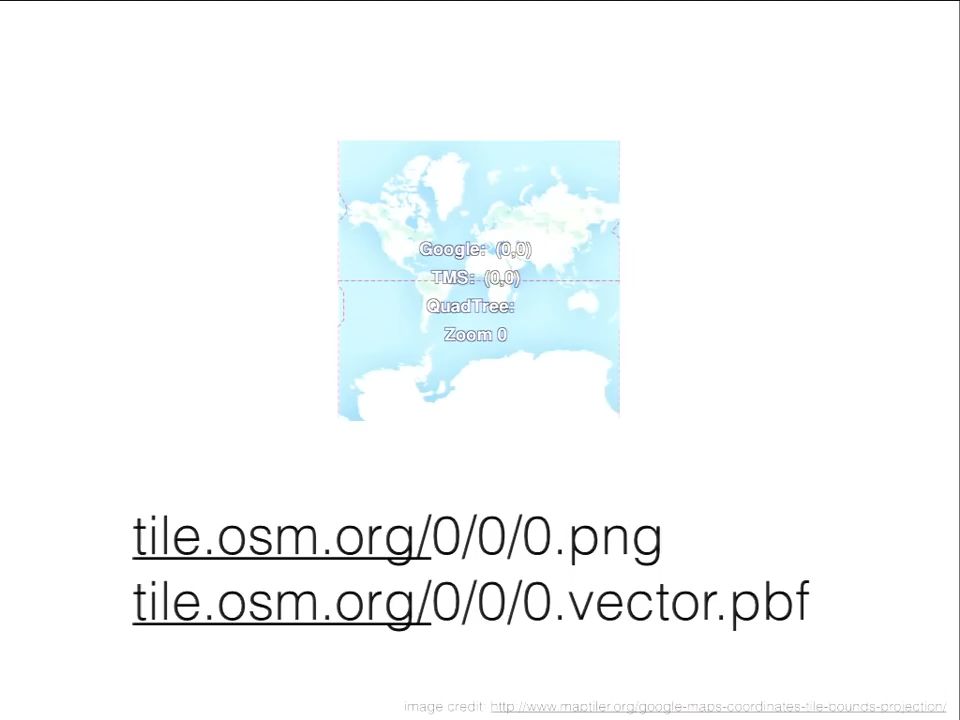 Google: (0,0)
TMS: (0,0)
QuadTree:
Zoom 0
tile.osm.org/0/0/0.png
tile.osm.org/0/0/0.vector.pbf
image credit: http://www.maptiler.org/google-maps-coordinates-tile-bounds-projection/